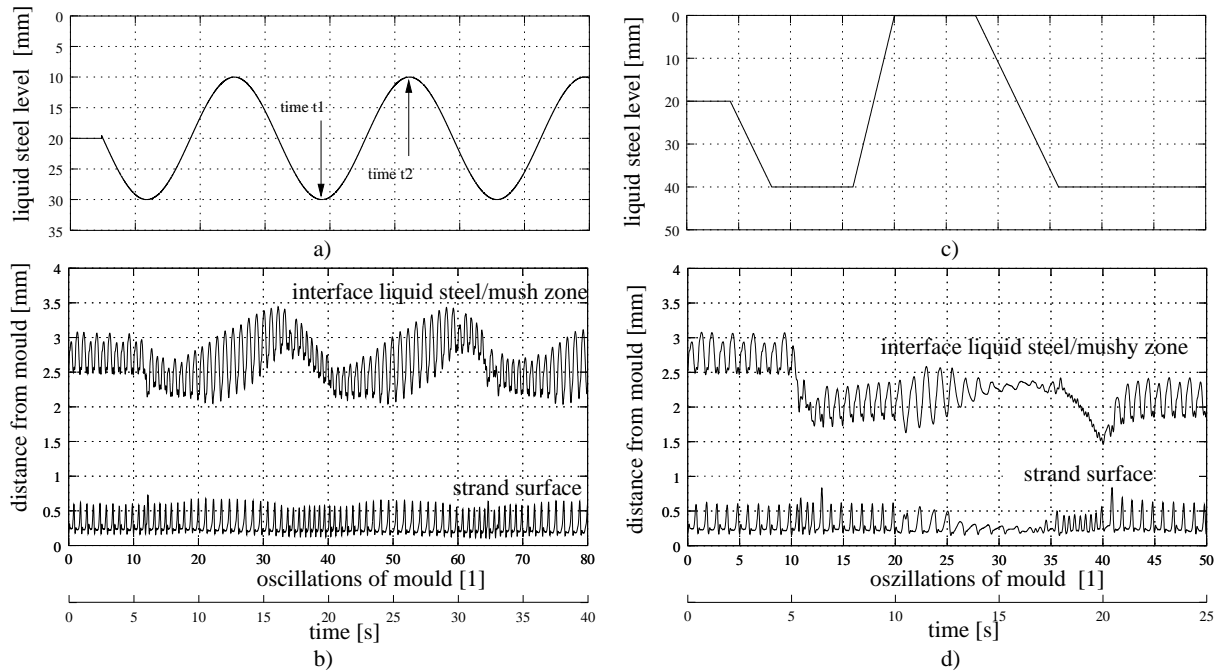 liquid steel level [mm]
0
5
10
15
20
25
30
35
time t1
time t2
a)
liquid steel level [mm]
0
10
20
30
40
50
c)
distance from mould [mm]
4
3.5
3
2.5
2
1.5
1
0.5
0
interface liquid steel/mush zone
strand surface
0 10 20 30 40 50 60 70 80
oscillations of mould [1]
0 5 10 15 20 25 30 35 40
time [s]
b)
distance from mould [mm]
4
3.5
3
2.5
2
1.5
1
0.5
0
interface liquid steel/mushy zone
strand surface
0 5 10 15 20 25 30 35 40 45 50
oszillations of mould [1]
0 5 10 15 20 25
time [s]
d)